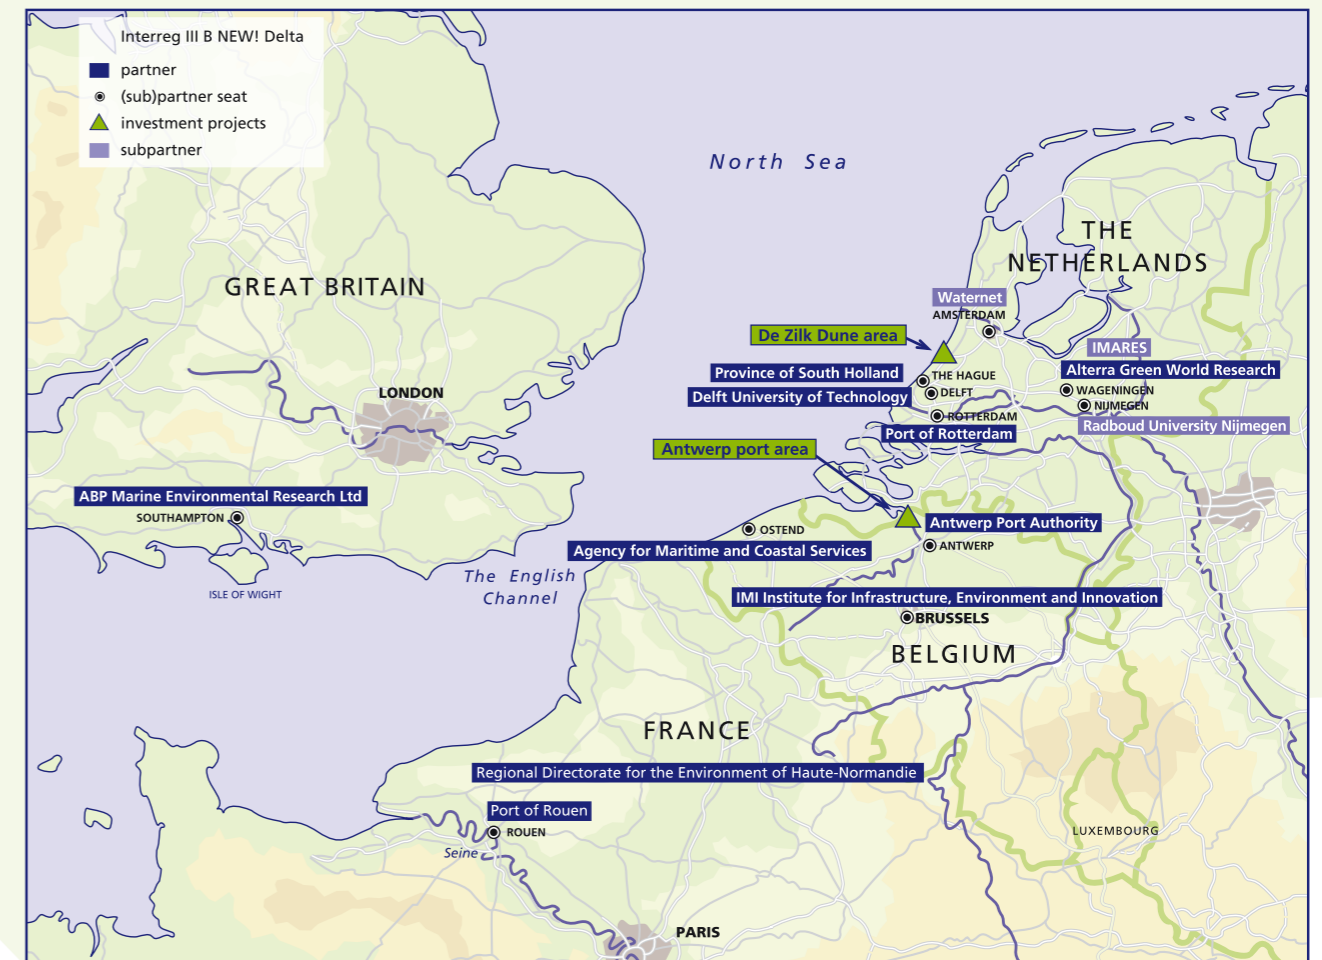 Interreg III B NEW! Delta
partner
(sub)partner seat
investment projects
subpartner
North Sea
THE
NETHERLANDS
GREAT BRITAIN
Waternet
AMSTERDAM
De Zilk Dune area
IMARES
Province of South Holland
THE HAGUE
Alterra Green World Research
Delft University of Technology
DELFT
WAGENINGEN
LONDON
NIJMEGEN
ROTTERDAM
Radboud University Nijmegen
Port of Rotterdam
Antwerp port area
ABP Marine Environmental Research Ltd
SOUTHAMPTON
Antwerp Port Authority
OSTEND
ANTWERP
Agency for Maritime and Coastal Services
The English
Channel
ISLE OF WIGHT
IMI Institute for Infrastructure, Environment and Innovation
BRUSSELS
BELGIUM
FRANCE
Regional Directorate for the Environment of Haute-Normandie
Port of Rouen
ROUEN
LUXEMBOURG
Seine
PARIS